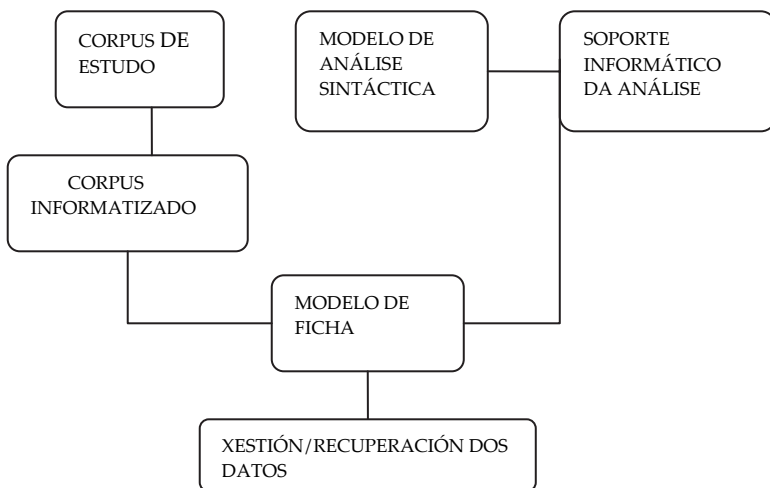 CORPUS DE
ESTUDO
MODELO DE
ANÁLISE
SINTÁCTICA
SOPORTE
INFORMÁTICO
DA ANÁLISE
CORPUS
INFORMATIZADO
MODELO DE
FICHA
XESTIÓN/RECUPERACIÓN DOS
DATOS